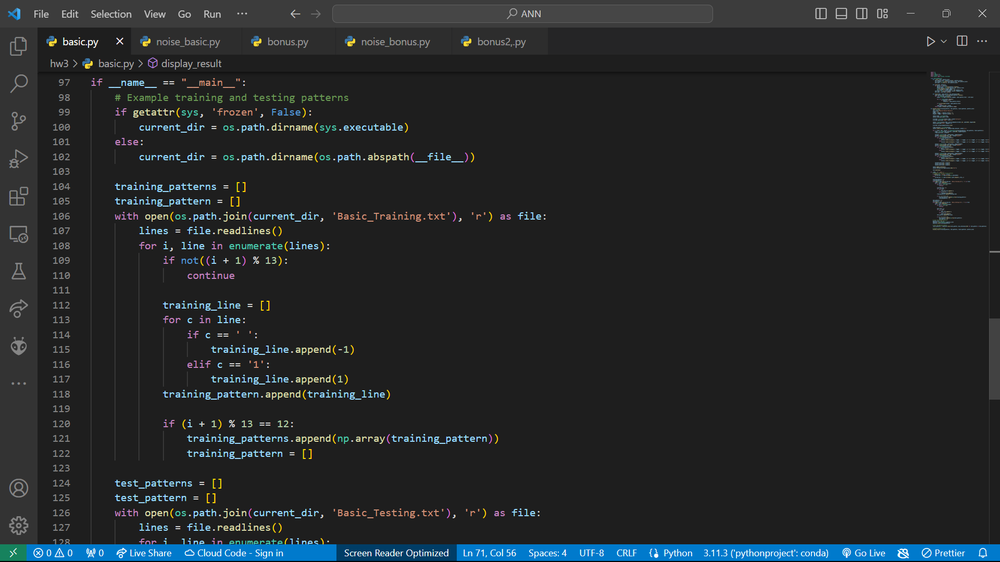 File Edit Selection View Go Run ··· ANN
basic.py noise_basic.py bonus.py noise_bonus.py bonus2,.py
hw3 > basic.py > display_result
97 if __name__ == "__main__":
98     # Example training and testing patterns
99     if getattr(sys, 'frozen', False):
100         current_dir = os.path.dirname(sys.executable)
101     else:
102         current_dir = os.path.dirname(os.path.abspath(__file__))
103
104     training_patterns = []
105     training_pattern = []
106     with open(os.path.join(current_dir, 'Basic_Training.txt'), 'r') as file:
107         lines = file.readlines()
108         for i, line in enumerate(lines):
109             if not((i + 1) % 13):
110                 continue
111
112             training_line = []
113             for c in line:
114                 if c == ' ':
115                     training_line.append(-1)
116                 elif c == '1':
117                     training_line.append(1)
118             training_pattern.append(training_line)
119
120             if (i + 1) % 13 == 12:
121                 training_patterns.append(np.array(training_pattern))
122                 training_pattern = []
123
124     test_patterns = []
125     test_pattern = []
126     with open(os.path.join(current_dir, 'Basic_Testing.txt'), 'r') as file:
127         lines = file.readlines()
128         for i, line in enumerate(lines):
0 0 0 Live Share Cloud Code - Sign in Screen Reader Optimized Ln 71, Col 56 Spaces: 4 UTF-8 CRLF Python 3.11.3 ('pythonproject': conda) Go Live Prettier